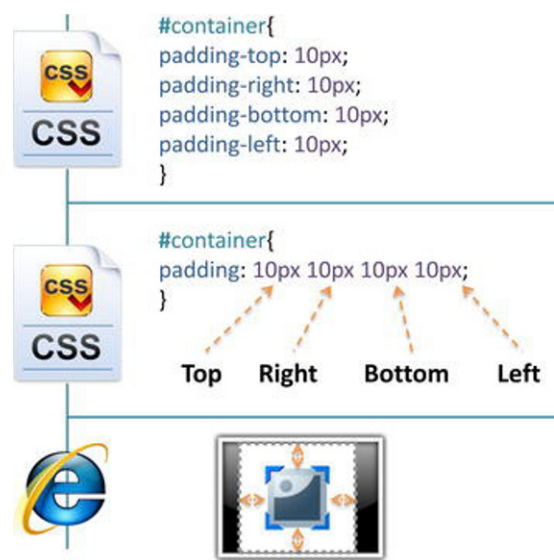 #container{
padding-top: 10px;
css
padding-right: 10px;
padding-bottom: 10px;
CSS
padding-left: 10px;
}
#container{
padding: 10px 10px 10px 10px;
css
}
CSS
Top Right Bottom Left